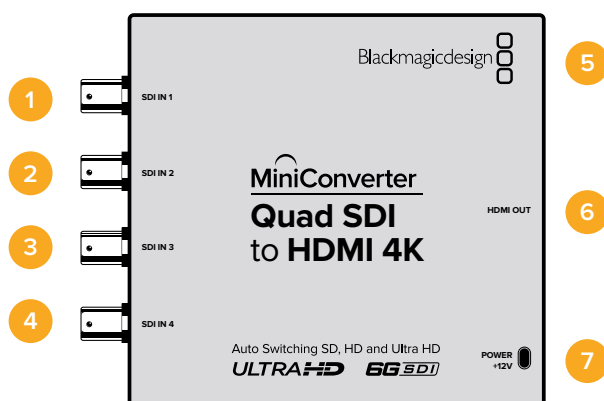 Blackmagicdesign
1
SDI IN 1
5
2
SDI IN 2
MiniConverter
Quad SDI
to HDMI 4K
HDMI OUT
6
3
SDI IN 3
4
SDI IN 4
Auto Switching SD, HD and Ultra HD
ULTRA HD 6G SDI
POWER
+12V
7